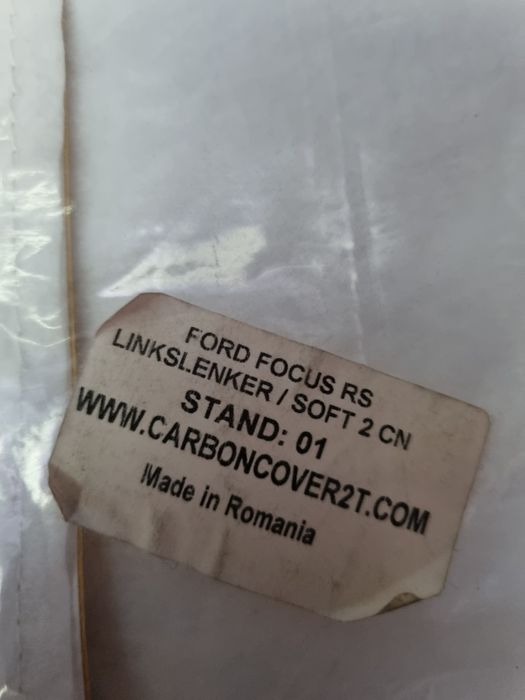 FORD FOCUS RS
LINKSLENKER / SOFT 2 CN
STAND: 01
WWW.CARBONCOVER2T.COM
Made in Romania